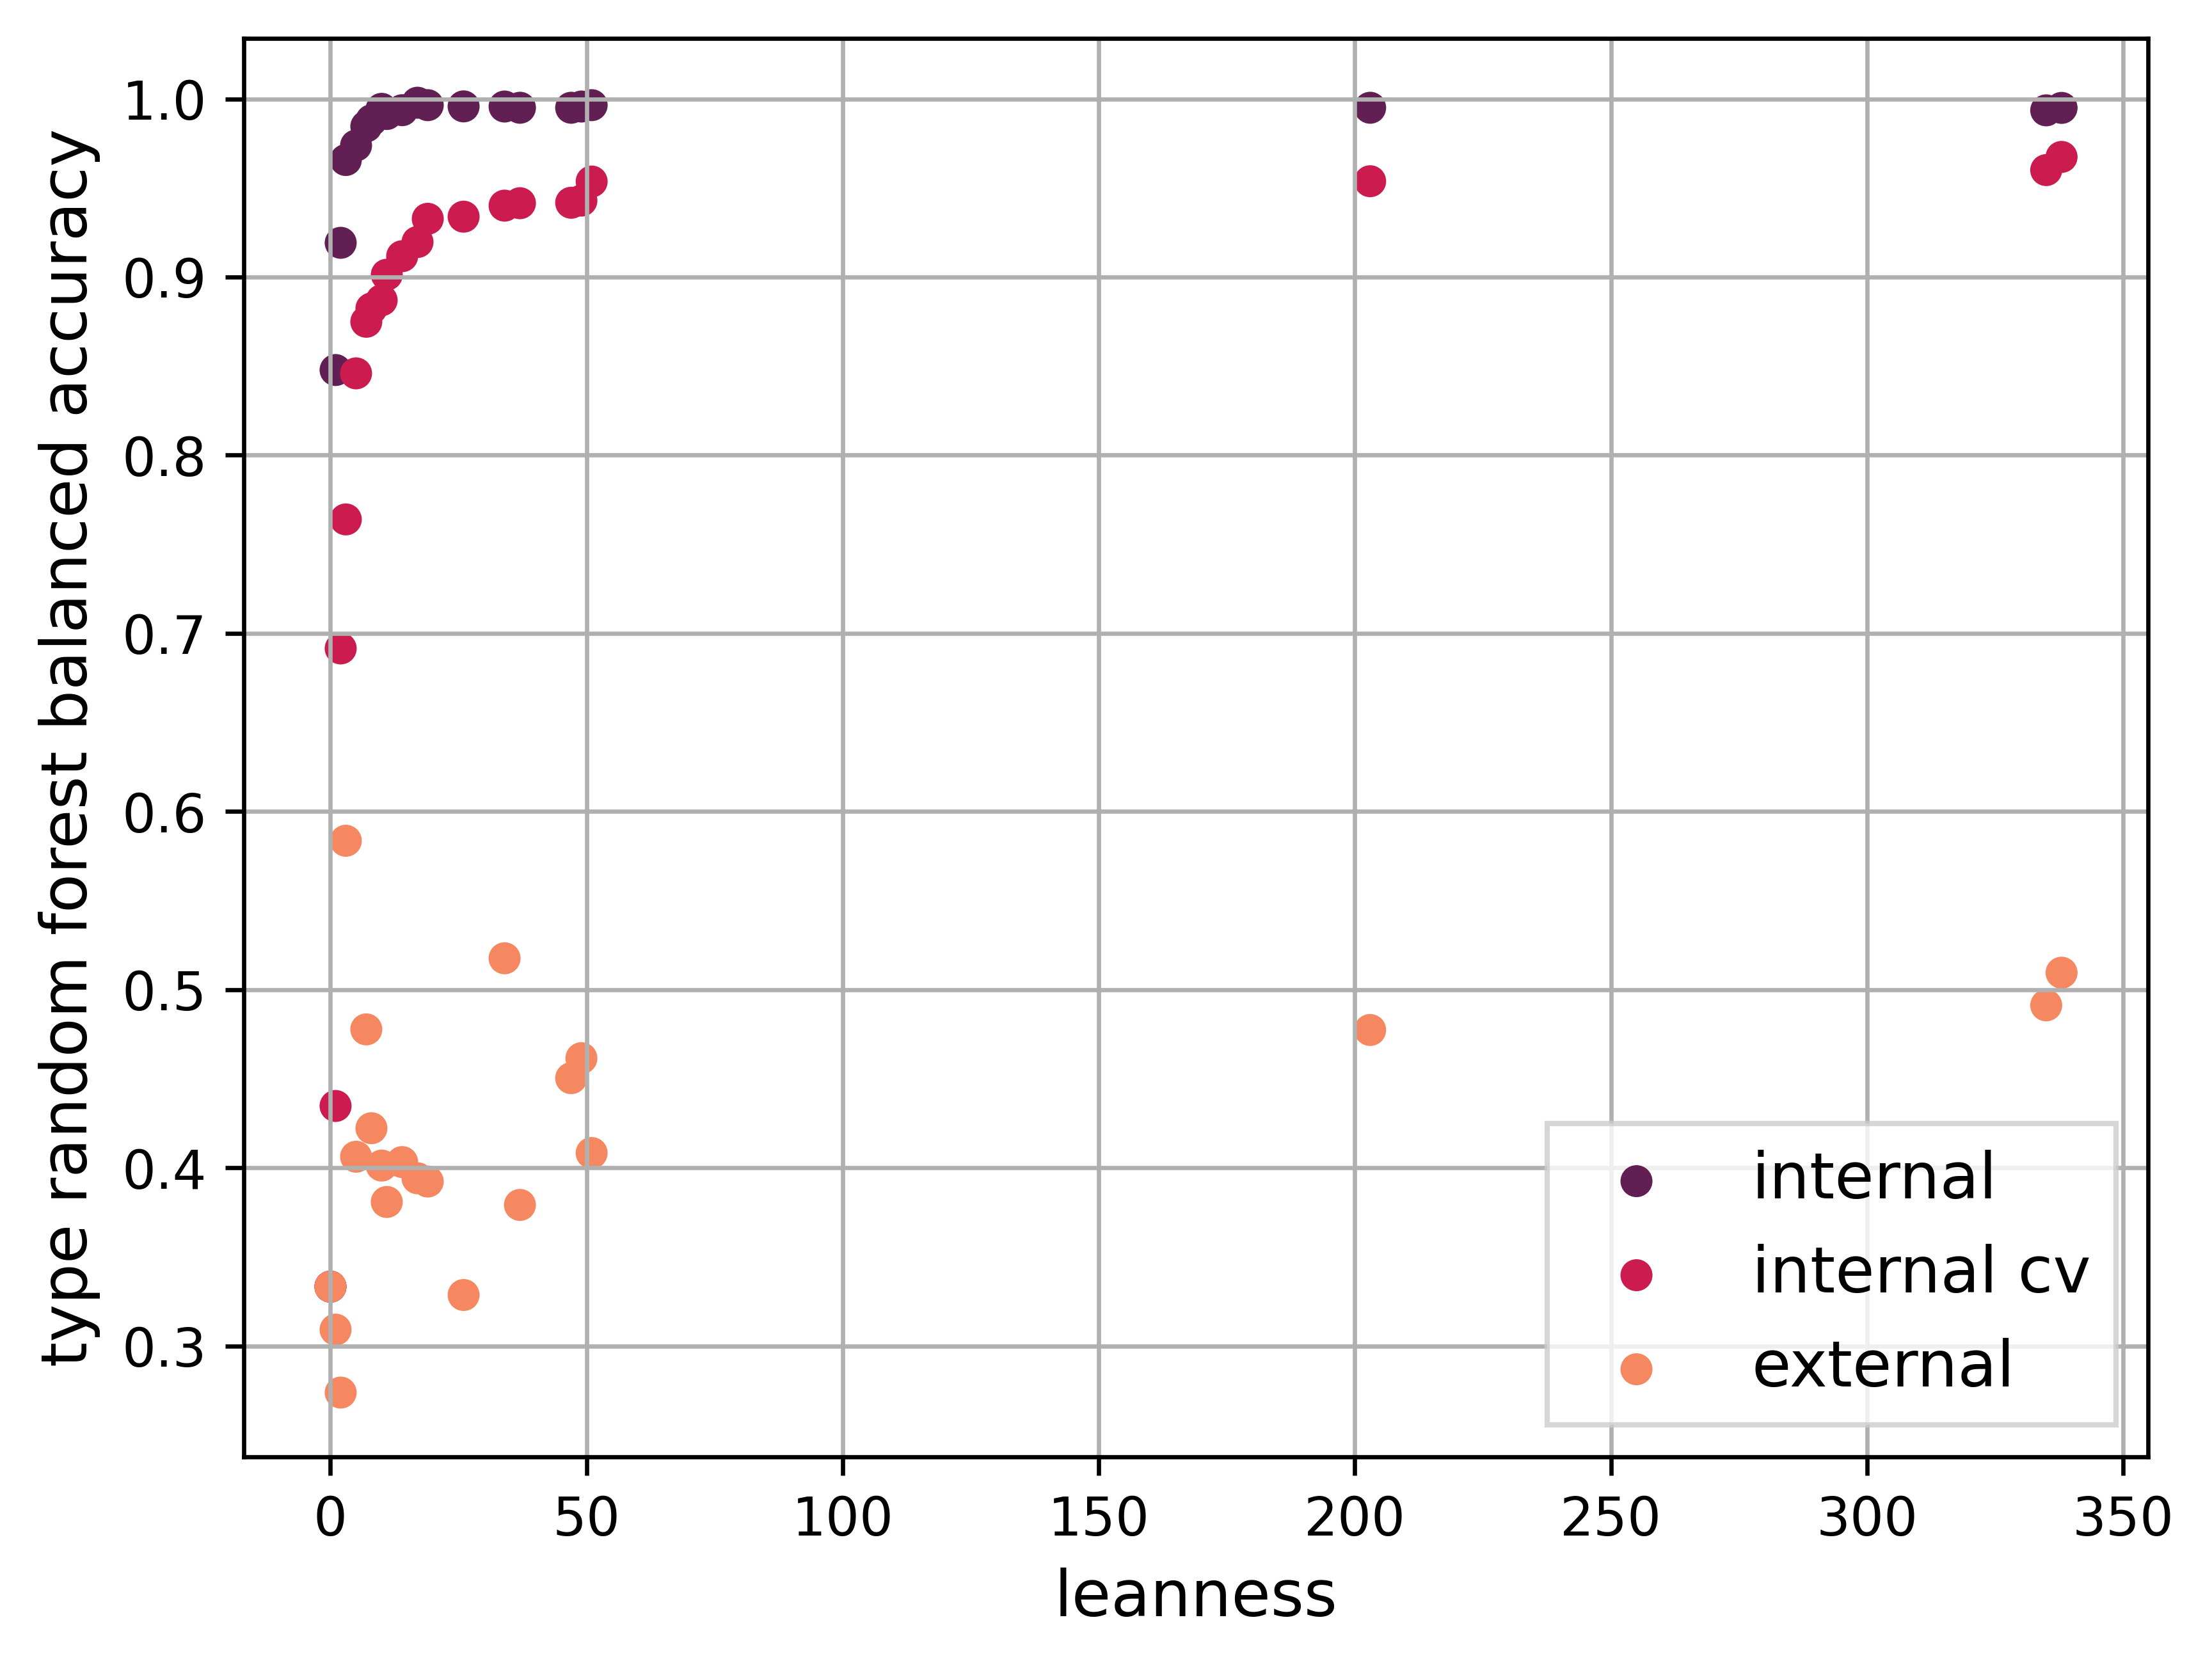 type random forest balanced accuracy
1.0
0.9
0.8
0.7
0.6
0.5
0.4
0.3
internal
internal cv
external
0 50 100 150 200 250 300 350
leanness